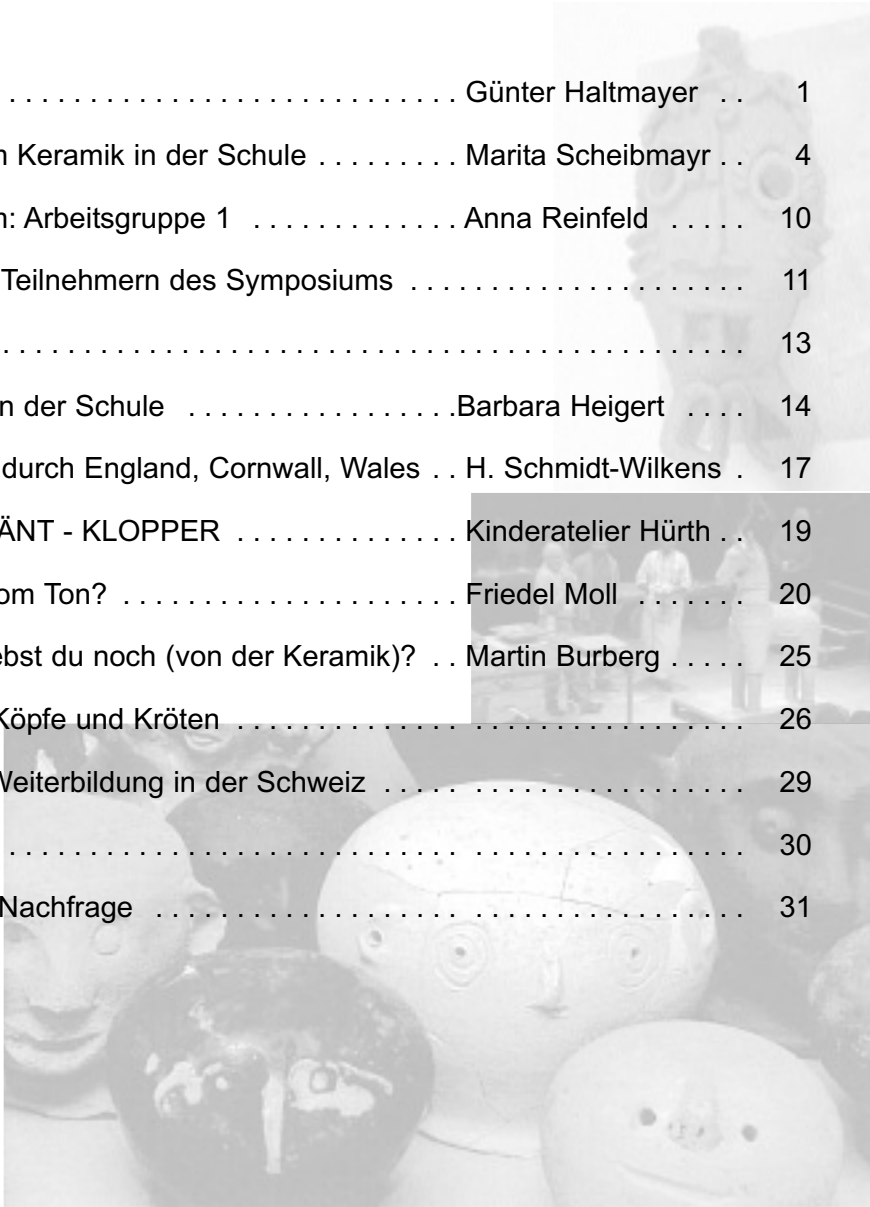 . . . . . . . . . . . . . . . . . . . . . . . . . . . . Günter Haltmayer . . 1
Keramik in der Schule . . . . . . . . . Marita Scheibmayr . . 4
: Arbeitsgruppe 1 . . . . . . . . . . . . . Anna Reinfeld . . . . . 10
Teilnehmern des Symposiums . . . . . . . . . . . . . . . . . . . . . 11
. . . . . . . . . . . . . . . . . . . . . . . . . . . . . . . . . . . . . . . . . . . . . . 13
n der Schule . . . . . . . . . . . . . . . . .Barbara Heigert . . . . 14
durch England, Cornwall, Wales . . H. Schmidt-Wilkens . 17
ÄNT - KLOPPER . . . . . . . . . . . . . . Kinderatelier Hürth . . 19
om Ton? . . . . . . . . . . . . . . . . . . . . . Friedel Moll . . . . . . . 20
ebst du noch (von der Keramik)? . . Martin Burberg . . . . . 25
Köpfe und Kröten . . . . . . . . . . . . . . . . . . . . . . . . . . . . . . . 26
Weiterbildung in der Schweiz . . . . . . . . . . . . . . . . . . . . . . 29
. . . . . . . . . . . . . . . . . . . . . . . . . . . . . . . . . . . . . . . . . . . . . 30
Nachfrage . . . . . . . . . . . . . . . . . . . . . . . . . . . . . . . . . . . . 31